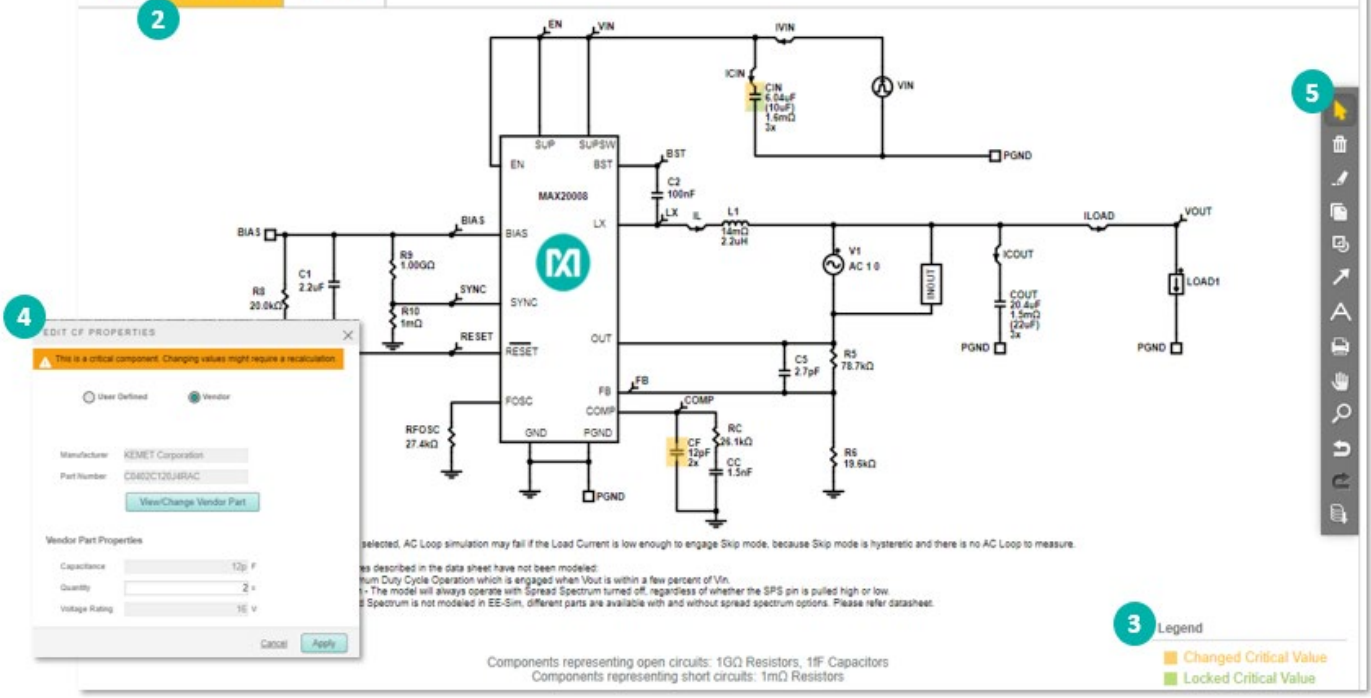 2
EN
VIN
IVIN
ICIN
CIN
6.04uF
(10uF)
1.6mΩ
3x
VIN
5
PGND
SUP
SUPSW
EN
BST
BST
C2
100nF
MAX20008
LX
IL
L1
14mΩ
2.2uH
LX
BIAS
BIAS
BIAS
R9
1.00GΩ
C1
2.2uF
R8
20.0kΩ
SYNC
SYNC
R10
1mΩ
RESET
RESET
V1
AC 1 0
INOUT
ICOUT
COUT
20.4uF
1.5mΩ
(22uF)
3x
PGND
ILOAD
VOUT
LOAD1
PGND
OUT
C5
2.7pF
R5
78.7kΩ
FB
FB
FOSC
COMP
COMP
RFOSC
27.4kΩ
GND
PGND
PGND
CF
12pF
2x
RC
26.1kΩ
CC
1.5nF
R6
19.6kΩ
4
EDIT CF PROPERTIES
This is a critical component. Changing values might require a recalculation.
User Defined
Vendor
Manufacturer KEMET Corporation
Part Number C0402C120J4RAC
View/Change Vendor Part
Vendor Part Properties
Capacitance 12p F
Quantity 2 x
Voltage Rating 16 V
Cancel Apply
selected, AC Loop simulation may fail if the Load Current is low enough to engage Skip mode, because Skip mode is hysteretic and there is no AC Loop to measure.
es described in the data sheet have not been modeled:
mum Duty Cycle Operation which is engaged when Vout is within a few percent of Vin.
- The model will always operate with Spread Spectrum turned off, regardless of whether the SPS pin is pulled high or low.
d Spectrum is not modeled in EE-Sim, different parts are available with and without spread spectrum options. Please refer datasheet.
Components representing open circuits: 1GΩ Resistors, 1fF Capacitors
Components representing short circuits: 1mΩ Resistors
3
Legend
Changed Critical Value
Locked Critical Value